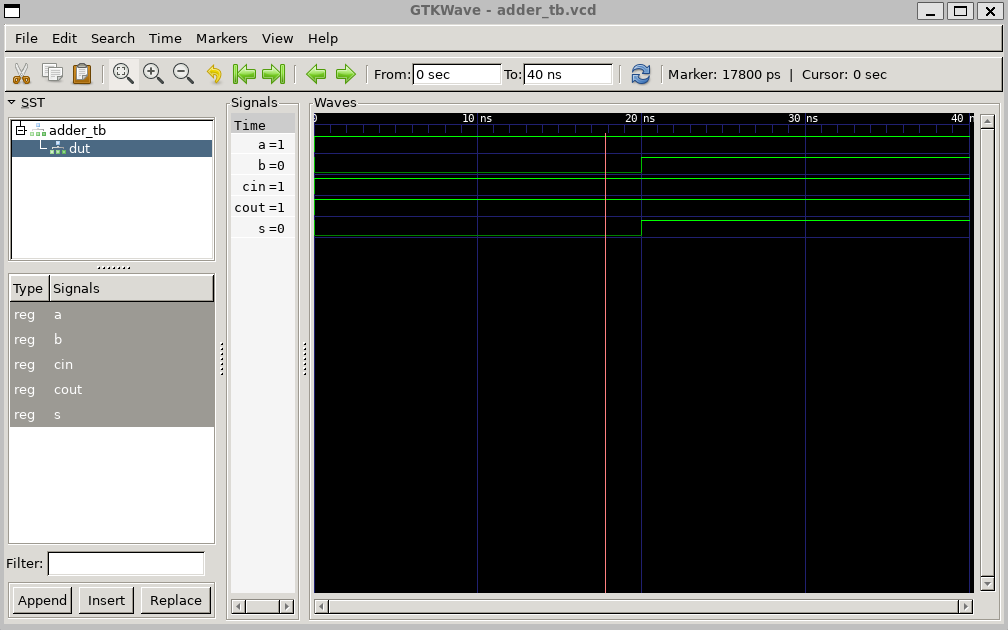 GTKWave - adder_tb.vcd
File Edit Search Time Markers View Help
From: 0 sec To: 40 ns Marker: 17800 ps | Cursor: 0 sec
SST
adder_tb
dut
Type Signals
reg a
reg b
reg cin
reg cout
reg s
Filter:
Append Insert Replace
Signals
Time
a =1
b =0
cin =1
cout =1
s =0
Waves
0 10 ns 20 ns 30 ns 40 n